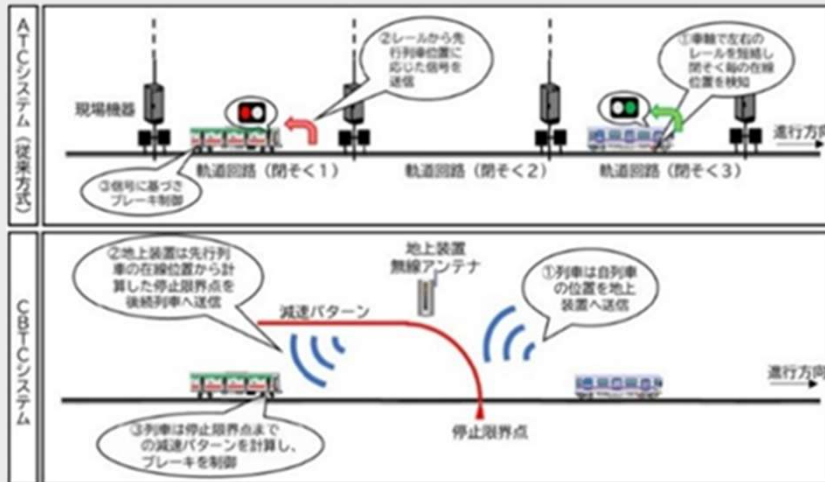 ATCシステム(従来方式)
②レールから先
行列車位置に
応じた信号を
送信
①車輪で左右の
レールを短絡し
閉そく毎の在線
位置を検知
現場機器
進行方向
③信号に基づき
ブレーキ制御
軌道回路(閉そく1)
軌道回路(閉そく2)
軌道回路(閉そく3)
CBTCシステム
②地上装置は先行列
車の在線位置から計
算した停止限界点を
後続列車へ送信
地上装置
無線アンテナ
①列車は自列車
の位置を地上
装置へ送信
減速パターン
進行方向
③列車は停止限界点まで
の減速パターンを計算し、
ブレーキを制御
停止限界点